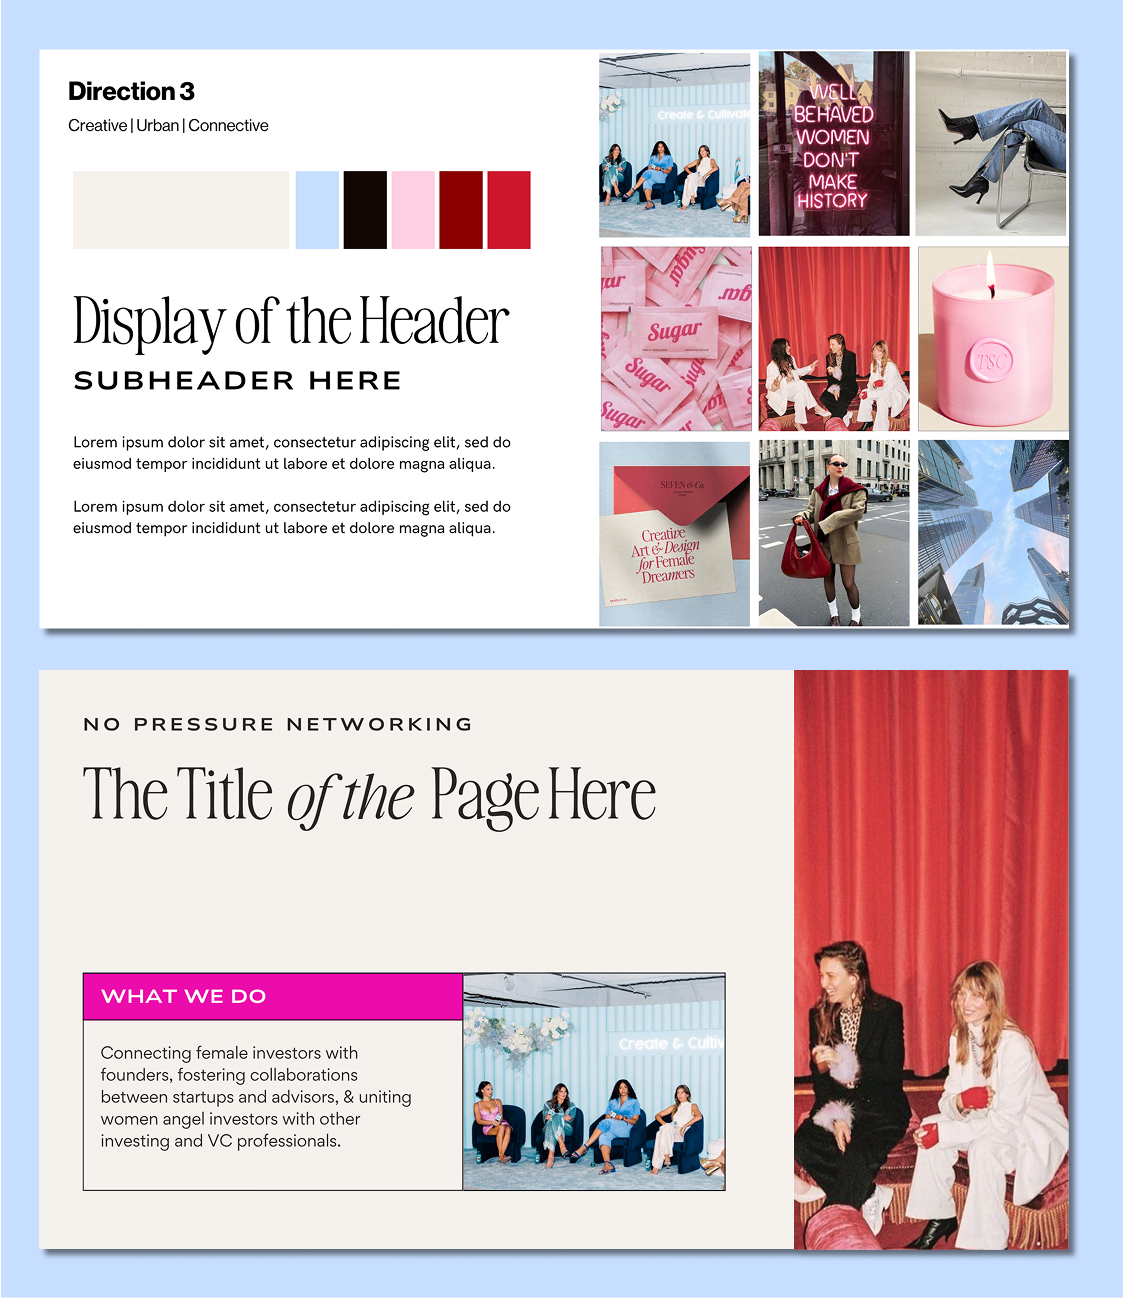 Direction 3
Creative | Urban | Connective
Display of the Header
SUBHEADER HERE
Lorem ipsum dolor sit amet, consectetur adipiscing elit, sed do
eiusmod tempor incididunt ut labore et dolore magna aliqua.
Lorem ipsum dolor sit amet, consectetur adipiscing elit, sed do
eiusmod tempor incididunt ut labore et dolore magna aliqua.
Create & Cultivate
WELL
BEHAVED
WOMEN
DON'T
MAKE
HISTORY
Sugar
Sugar
Sugar
Sugar
TSC
SEVEN & Co.
Creative
Art & Design
for Female
Dreamers
NO PRESSURE NETWORKING
The Title of the Page Here
WHAT WE DO
Connecting female investors with
founders, fostering collaborations
between startups and advisors, & uniting
women angel investors with other
investing and VC professionals.
Create & Cultiv